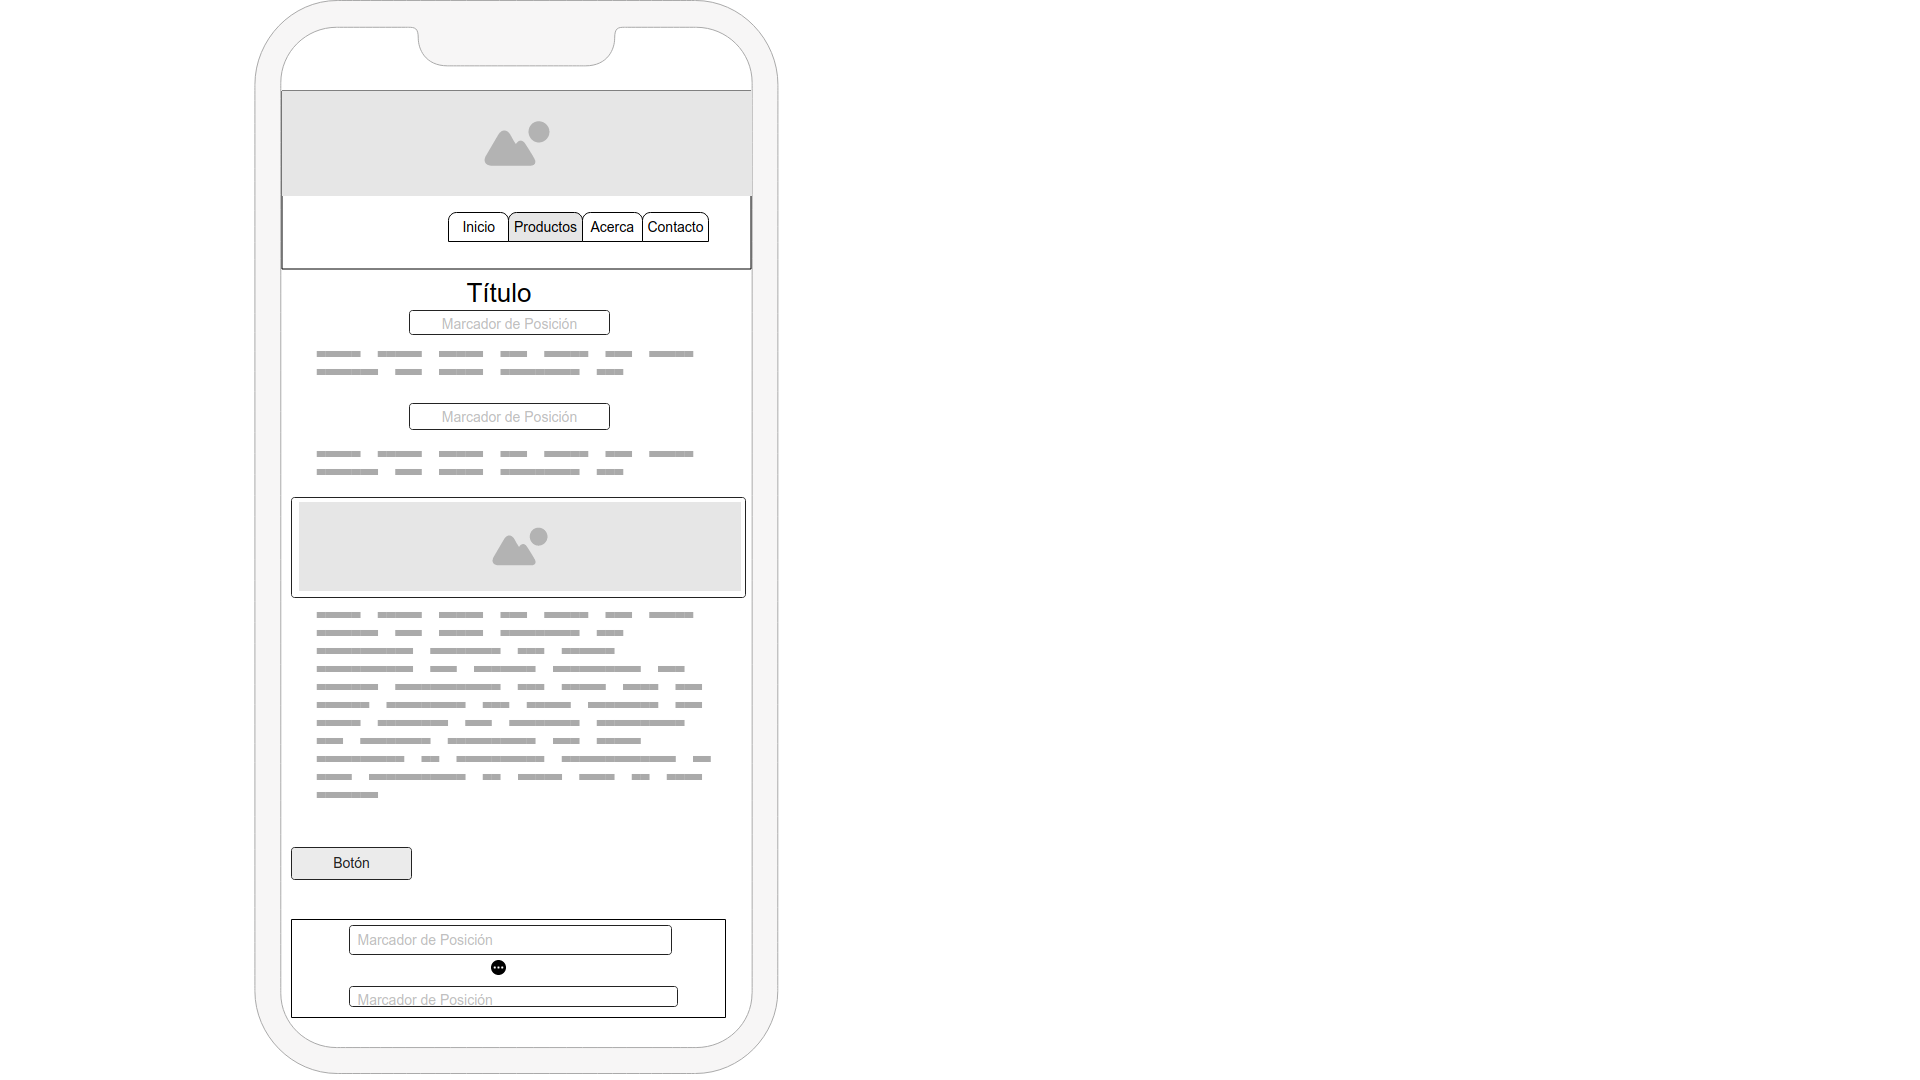 Inicio Productos Acerca Contacto
Título
Marcador de Posición
Marcador de Posición
Botón
Marcador de Posición
Marcador de Posición